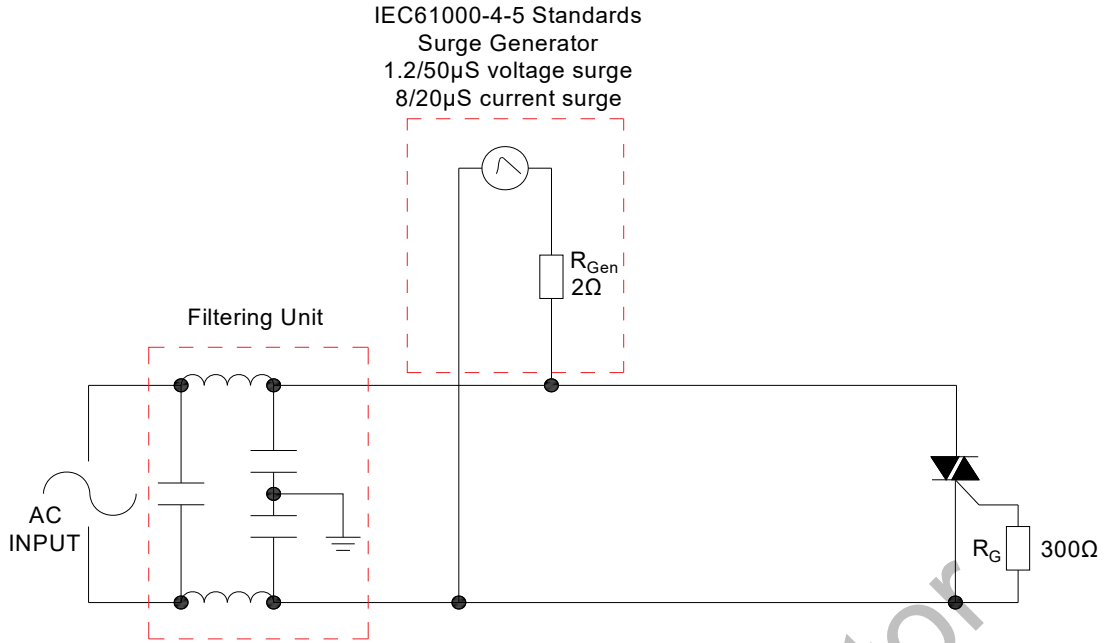 IEC61000-4-5 Standards
Surge Generator
1.2/50µS voltage surge
8/20µS current surge
RGen
2Ω
Filtering Unit
AC
INPUT
RG 300Ω